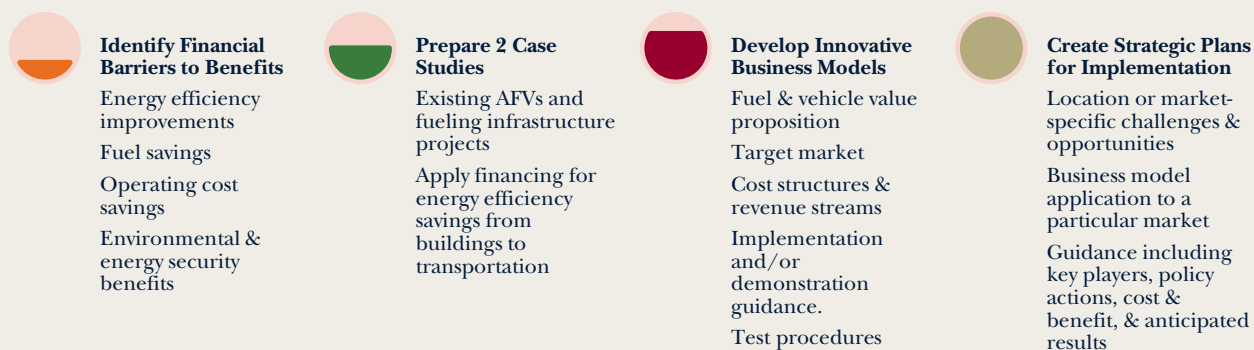 Identify Financial
Barriers to Benefits
Energy efficiency
improvements
Fuel savings
Operating cost
savings
Environmental &
energy security
benefits
Prepare 2 Case
Studies
Existing AFVs and
fueling infrastructure
projects
Apply financing for
energy efficiency
savings from
buildings to
transportation
Develop Innovative
Business Models
Fuel & vehicle value
proposition
Target market
Cost structures &
revenue streams
Implementation
and/or
demonstration
guidance.
Test procedures
Create Strategic Plans
for Implementation
Location or market-
specific challenges &
opportunities
Business model
application to a
particular market
Guidance including
key players, policy
actions, cost &
benefit, & anticipated
results